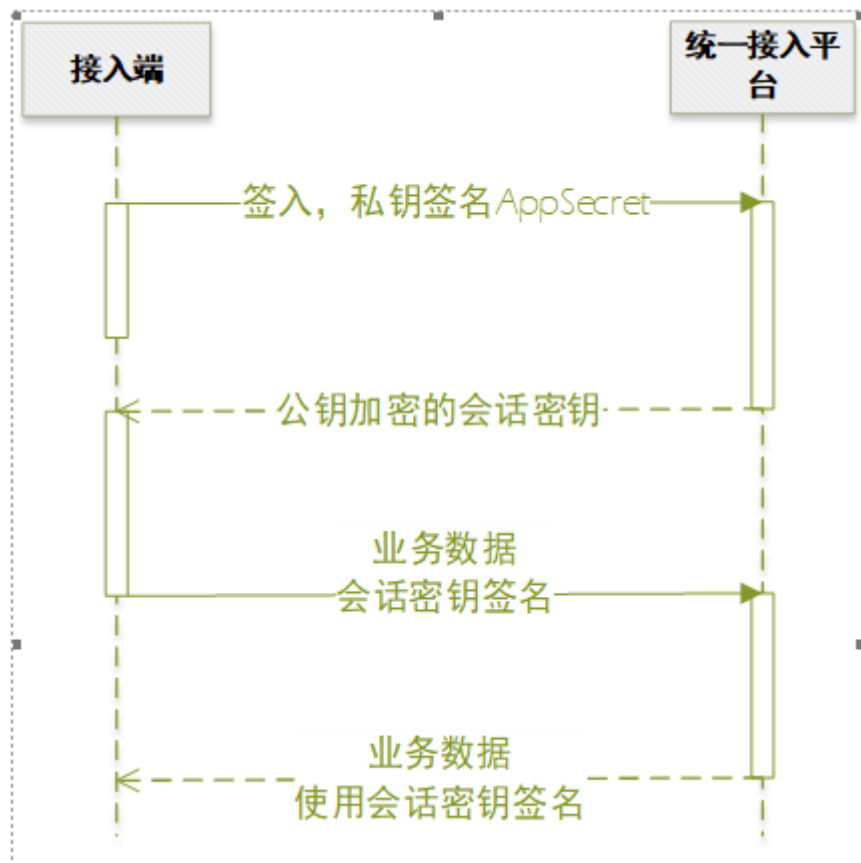 接入端
统一接入平
台
签入，私钥签名AppSecret
公钥加密的会话密钥
业务数据
会话密钥签名
业务数据
使用会话密钥签名